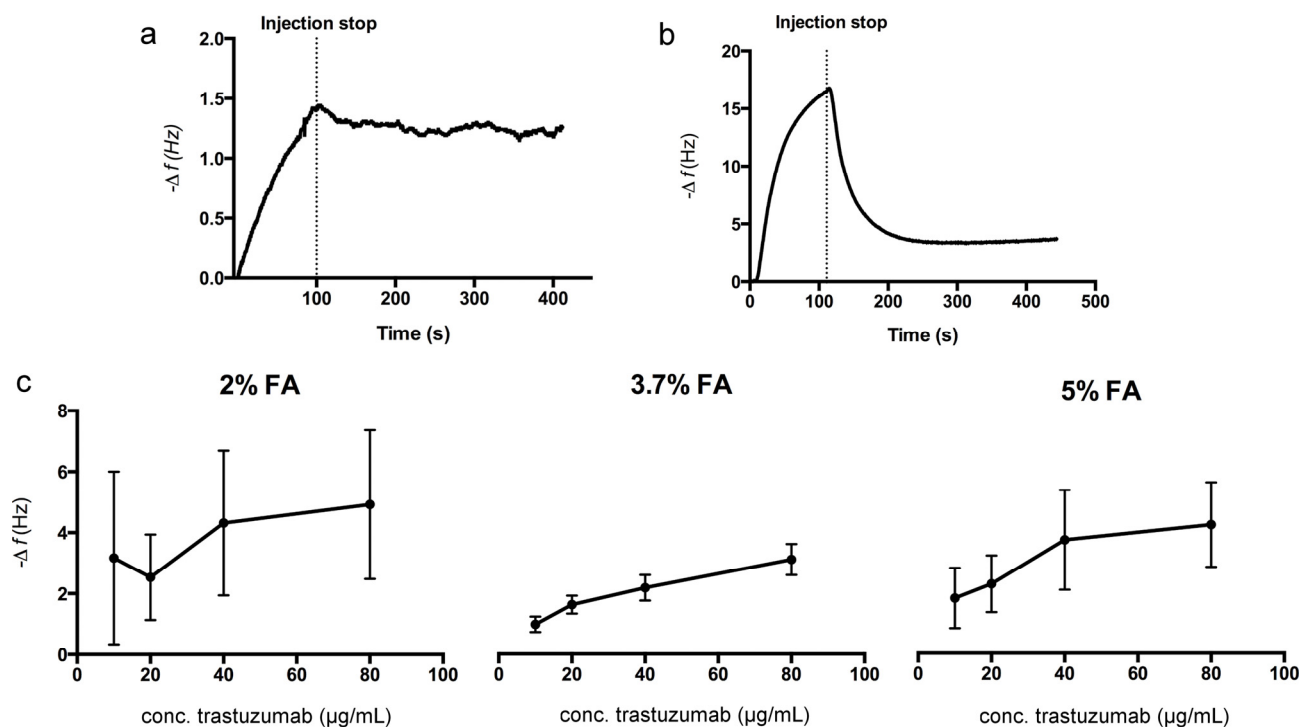 a
Injection stop
2.0
1.5
1.0
0.5
0.0
-Δ f (Hz)
100
200
300
400
Time (s)
b
Injection stop
20
15
10
5
0
-Δ f (Hz)
0
100
200
300
400
500
Time (s)
c
2% FA
8
6
4
2
0
-Δ f (Hz)
0
20
40
60
80
100
conc. trastuzumab (µg/mL)
3.7% FA
0
20
40
60
80
100
conc. trastuzumab (µg/mL)
5% FA
0
20
40
60
80
100
conc. trastuzumab (µg/mL)